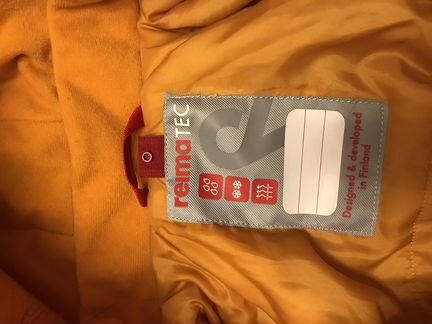 reimaTEC
Designed & developed
in Finland